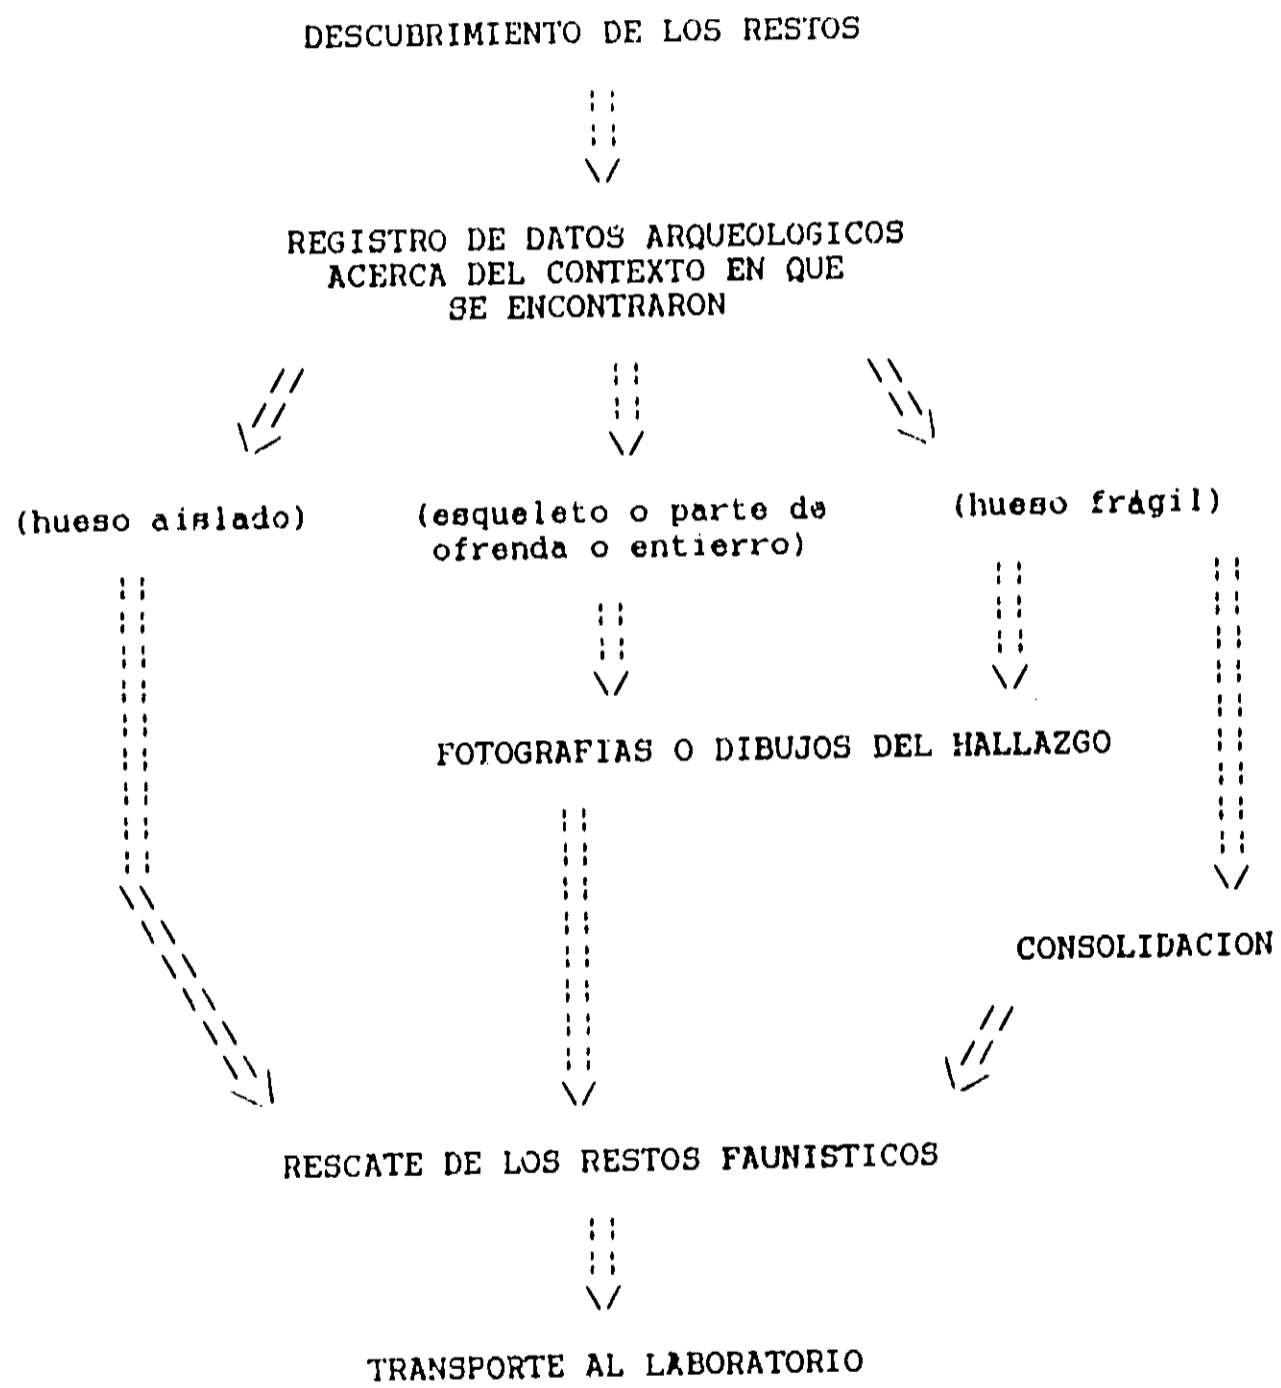 DESCUBRIMIENTO DE LOS RESTOS
REGISTRO DE DATOS ARQUEOLOGICOS
ACERCA DEL CONTEXTO EN QUE
SE ENCONTRARON
(hueso aislado)
(esqueleto o parte de
ofrenda o entierro)
(hueso frágil)
FOTOGRAFIAS O DIBUJOS DEL HALLAZGO
CONSOLIDACION
RESCATE DE LOS RESTOS FAUNISTICOS
TRANSPORTE AL LABORATORIO